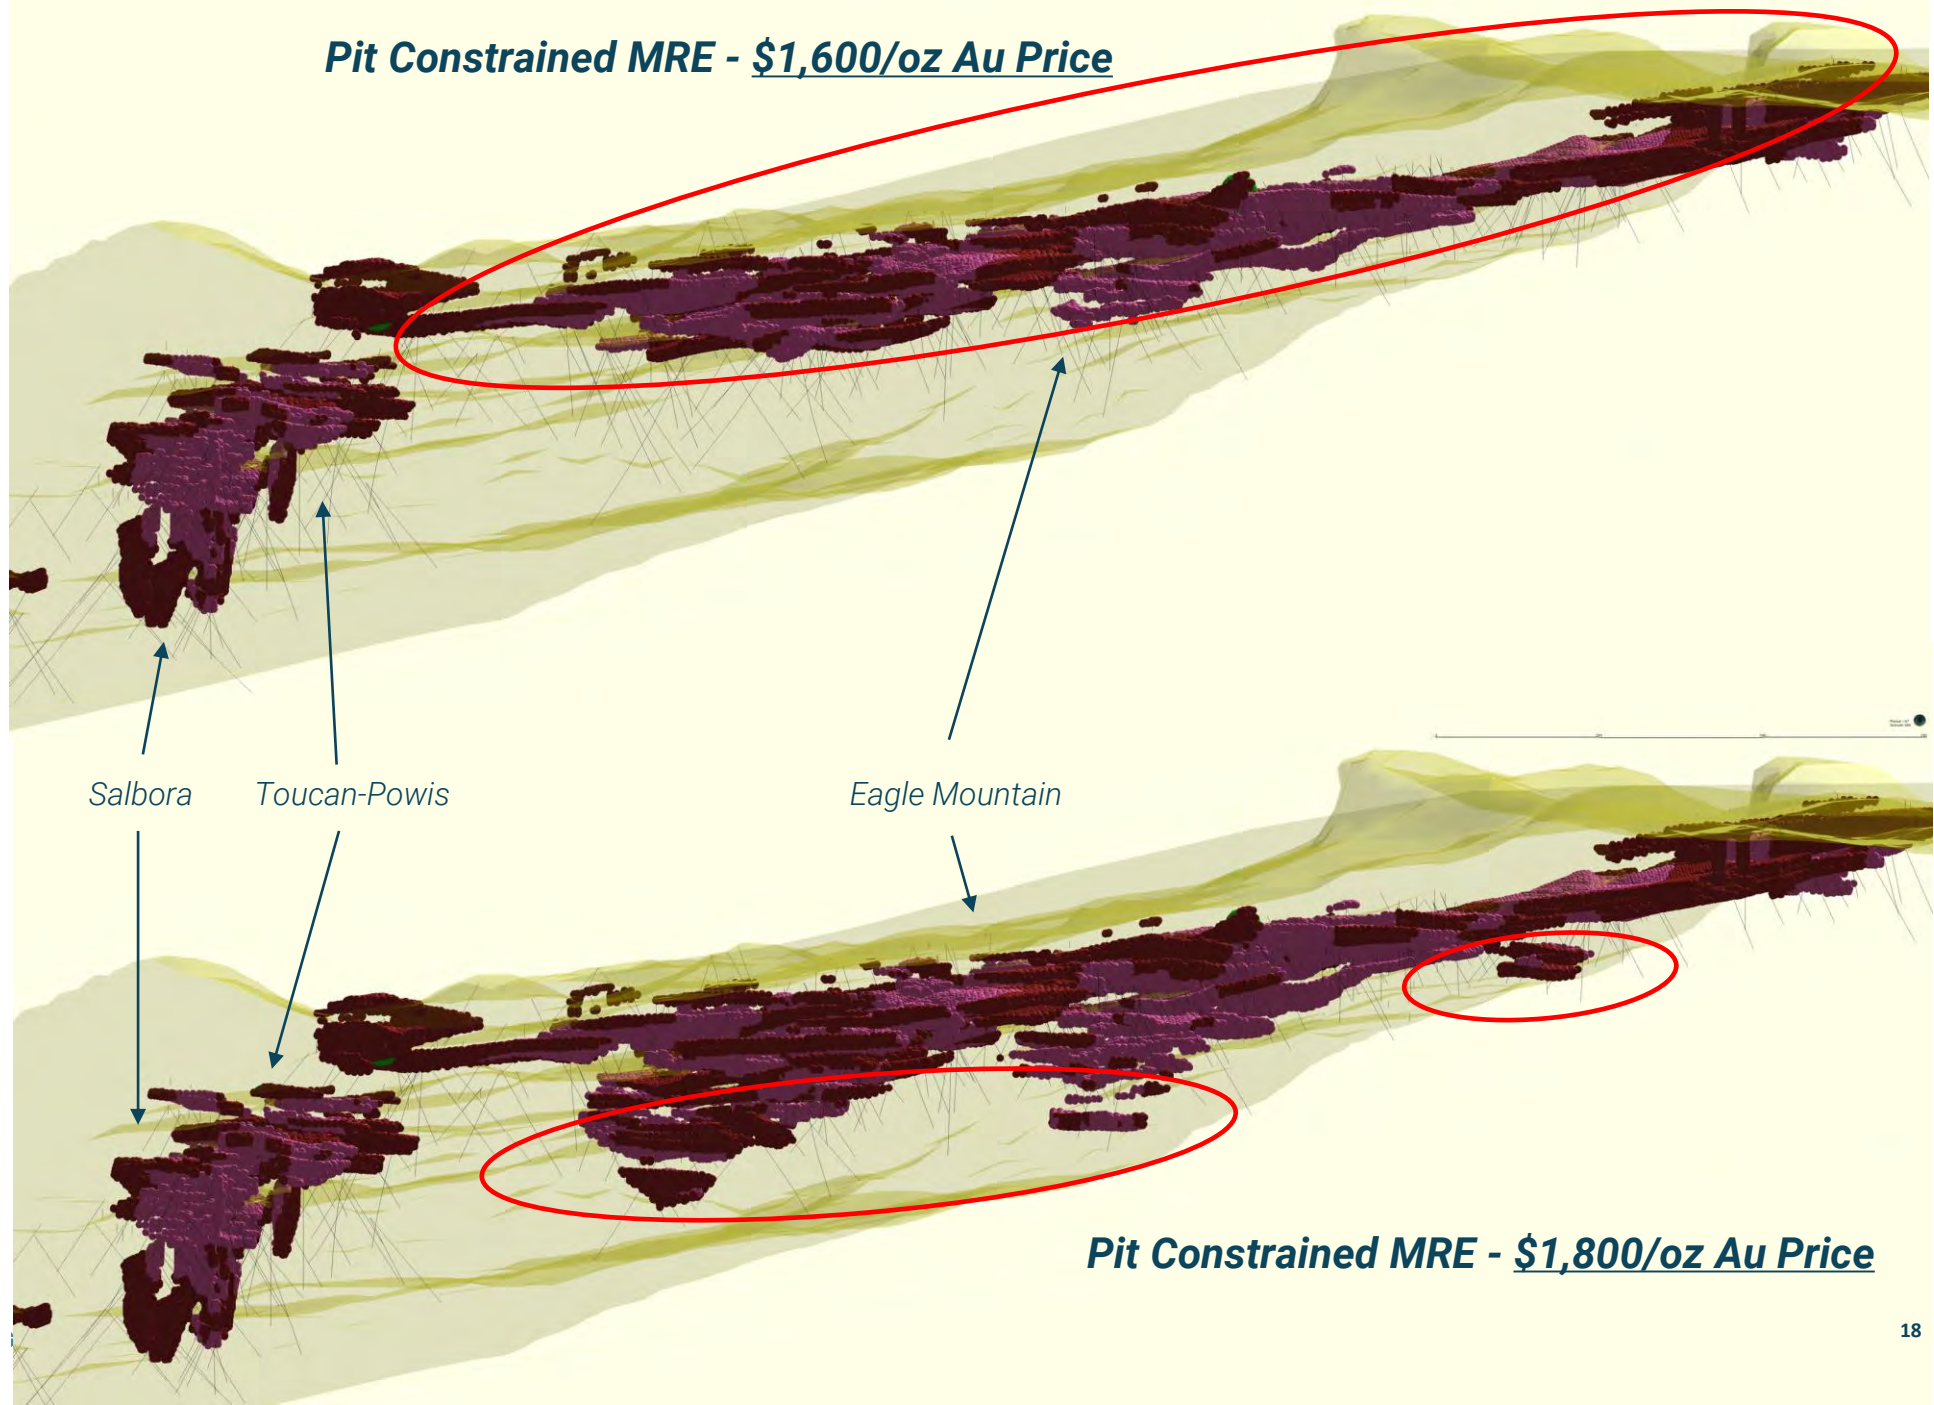 Pit Constrained MRE - $1,600/oz Au Price
Salbora
Toucan-Powis
Eagle Mountain
Pit Constrained MRE - $1,800/oz Au Price
18